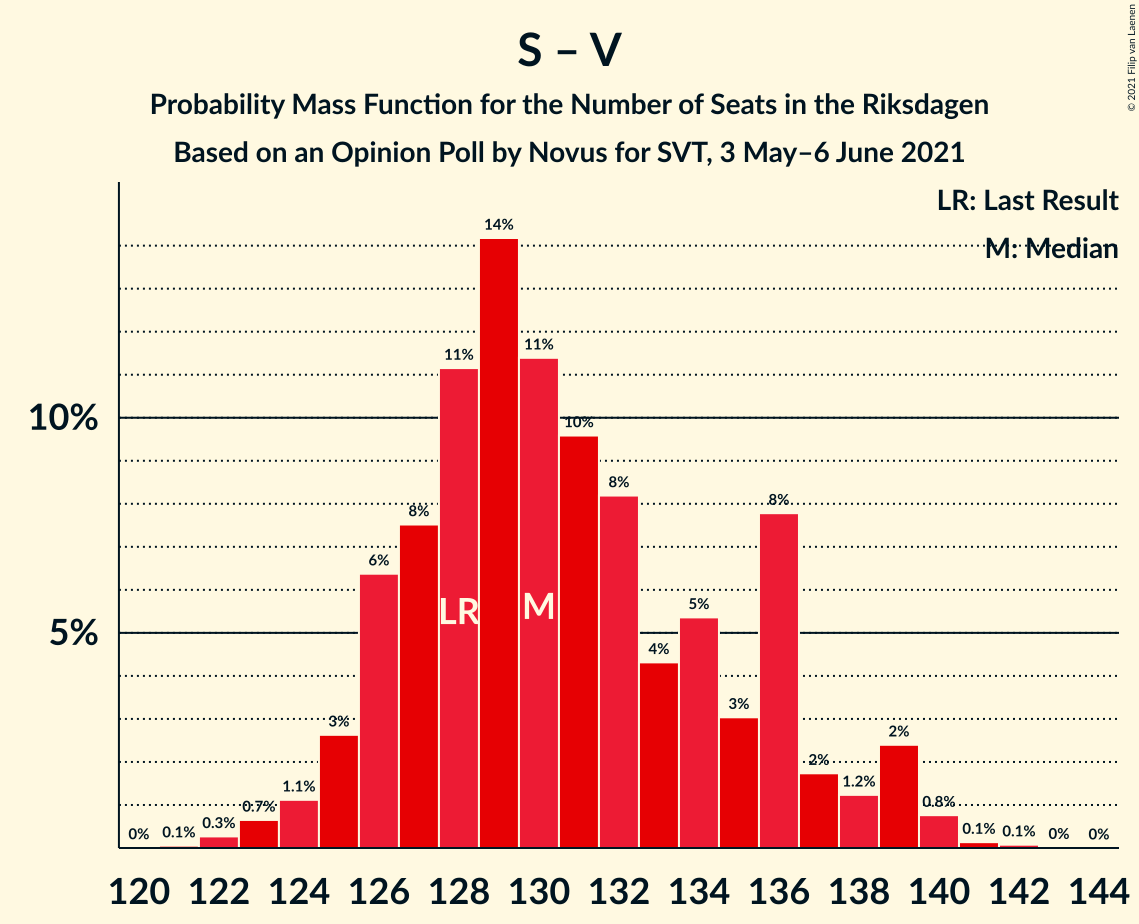 S – V
Probability Mass Function for the Number of Seats in the Riksdagen
Based on an Opinion Poll by Novus for SVT, 3 May–6 June 2021
© 2021 Filip van Laenen
LR: Last Result
M: Median
10%
5%
0% 0.1% 0.3% 0.7% 1.1% 3% 6% 8% 11% 14% 11% 10% 8% 4% 5% 3% 8% 2% 1.2% 2% 0.8% 0.1% 0.1% 0% 0%
LR M
120 122 124 126 128 130 132 134 136 138 140 142 144